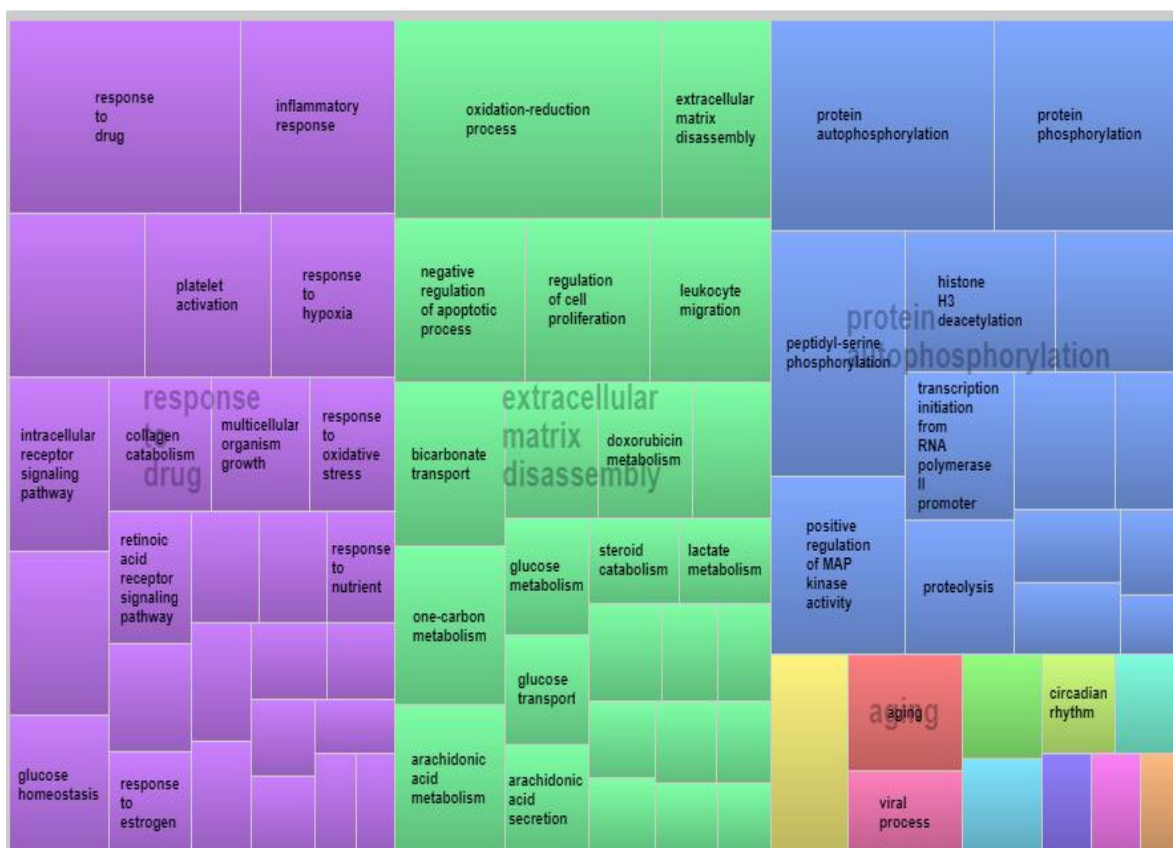 response
to
drug
inflammatory
response
platelet
activation
response
to
hypoxia
intracellular
receptor
signaling
pathway
collagen
catabolism
multicellular
organism
growth
response
to
oxidative
stress
response
to
drug
retinoic
acid
receptor
signaling
pathway
response
to
nutrient
glucose
homeostasis
response
to
estrogen
oxidation-reduction
process
extracellular
matrix
disassembly
negative
regulation
of apoptotic
process
regulation
of cell
proliferation
leukocyte
migration
extracellular
matrix
disassembly
bicarbonate
transport
doxorubicin
metabolism
one-carbon
metabolism
glucose
metabolism
steroid
catabolism
lactate
metabolism
glucose
transport
arachidonic
acid
metabolism
arachidonic
acid
secretion
protein
autophosphorylation
protein
phosphorylation
peptidyl-serine
phosphorylation
histone
H3
deacetylation
protein
autophosphorylation
transcription
initiation
from
RNA
polymerase
II
promoter
positive
regulation
of MAP
kinase
activity
proteolysis
aging
aging
circadian
rhythm
viral
process